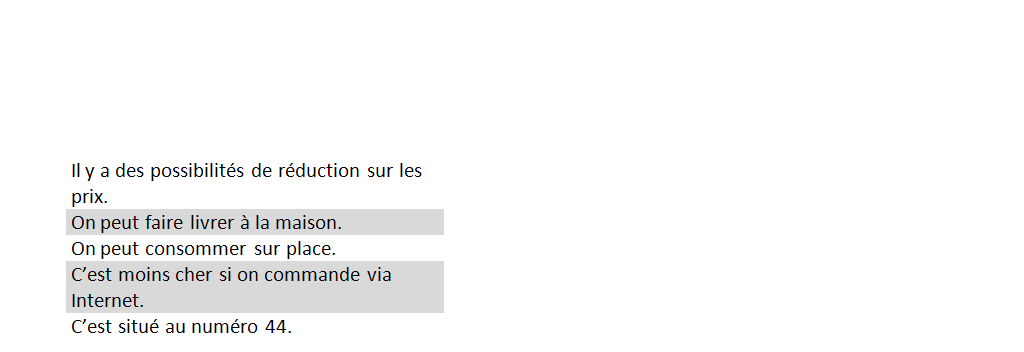 Il y a des possibilités de réduction sur les
prix.
On peut faire livrer à la maison.
On peut consommer sur place.
C’est moins cher si on commande via
Internet.
C’est situé au numéro 44.